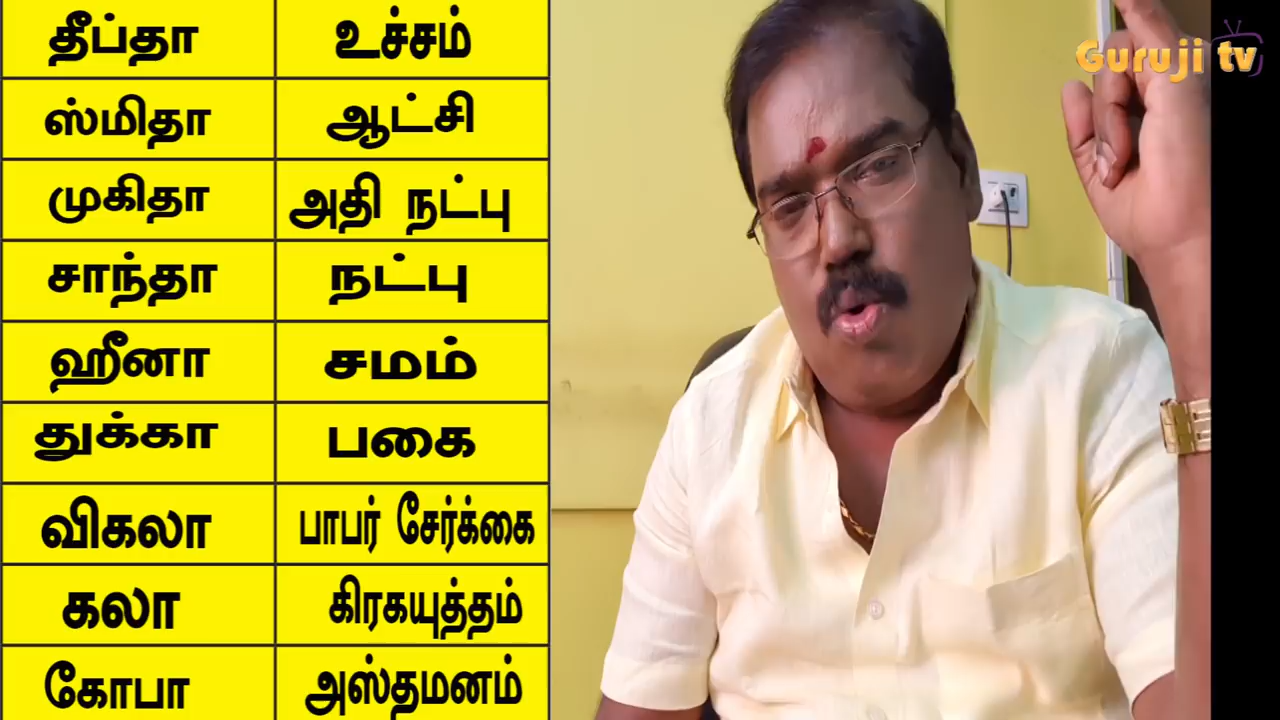 தீப்தா உச்சம்
ஸ்மிதா ஆட்சி
முகிதா அதி நட்பு
சாந்தா நட்பு
ஹீனா சமம்
துக்கா பகை
விகலா பாபர் சேர்க்கை
கலா கிரகயுத்தம்
கோபா அஸ்தமனம்
Guruji tv